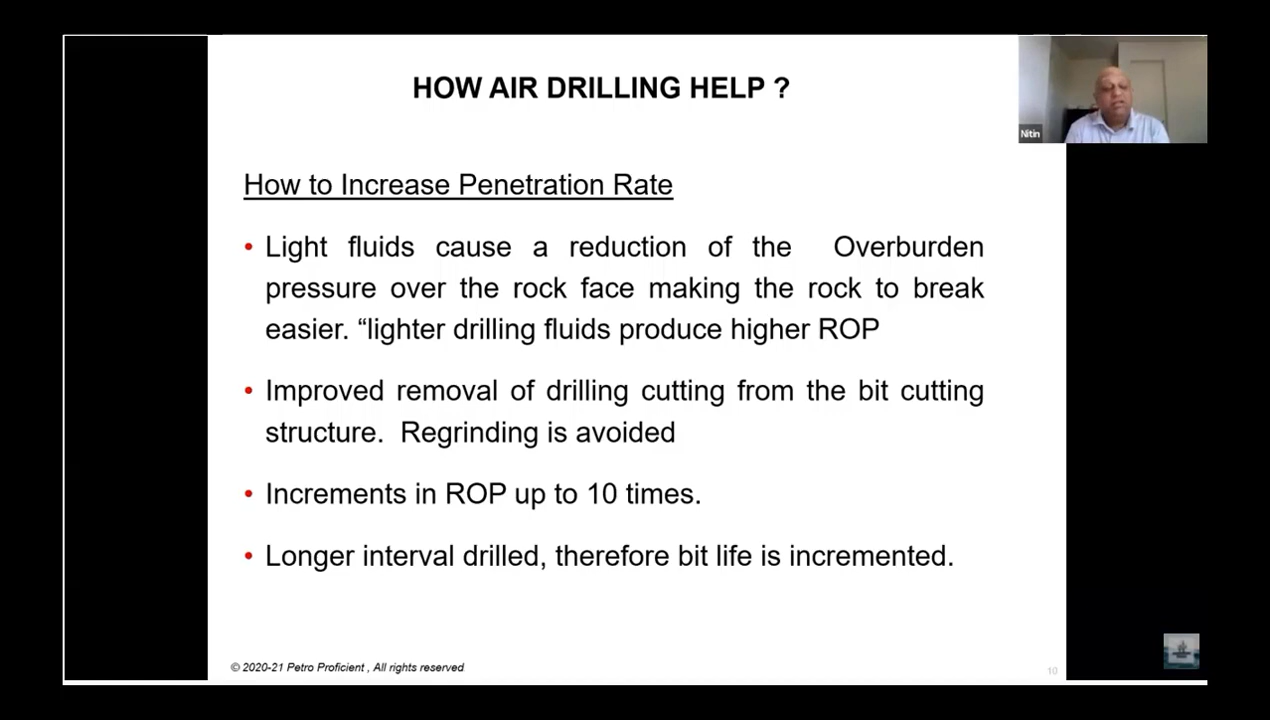 HOW AIR DRILLING HELP ?
Nitin
How to Increase Penetration Rate
• Light fluids cause a reduction of the Overburden
pressure over the rock face making the rock to break
easier. “lighter drilling fluids produce higher ROP
• Improved removal of drilling cutting from the bit cutting
structure. Regrinding is avoided
• Increments in ROP up to 10 times.
• Longer interval drilled, therefore bit life is incremented.
© 2020-21 Petro Proficient , All rights reserved
10